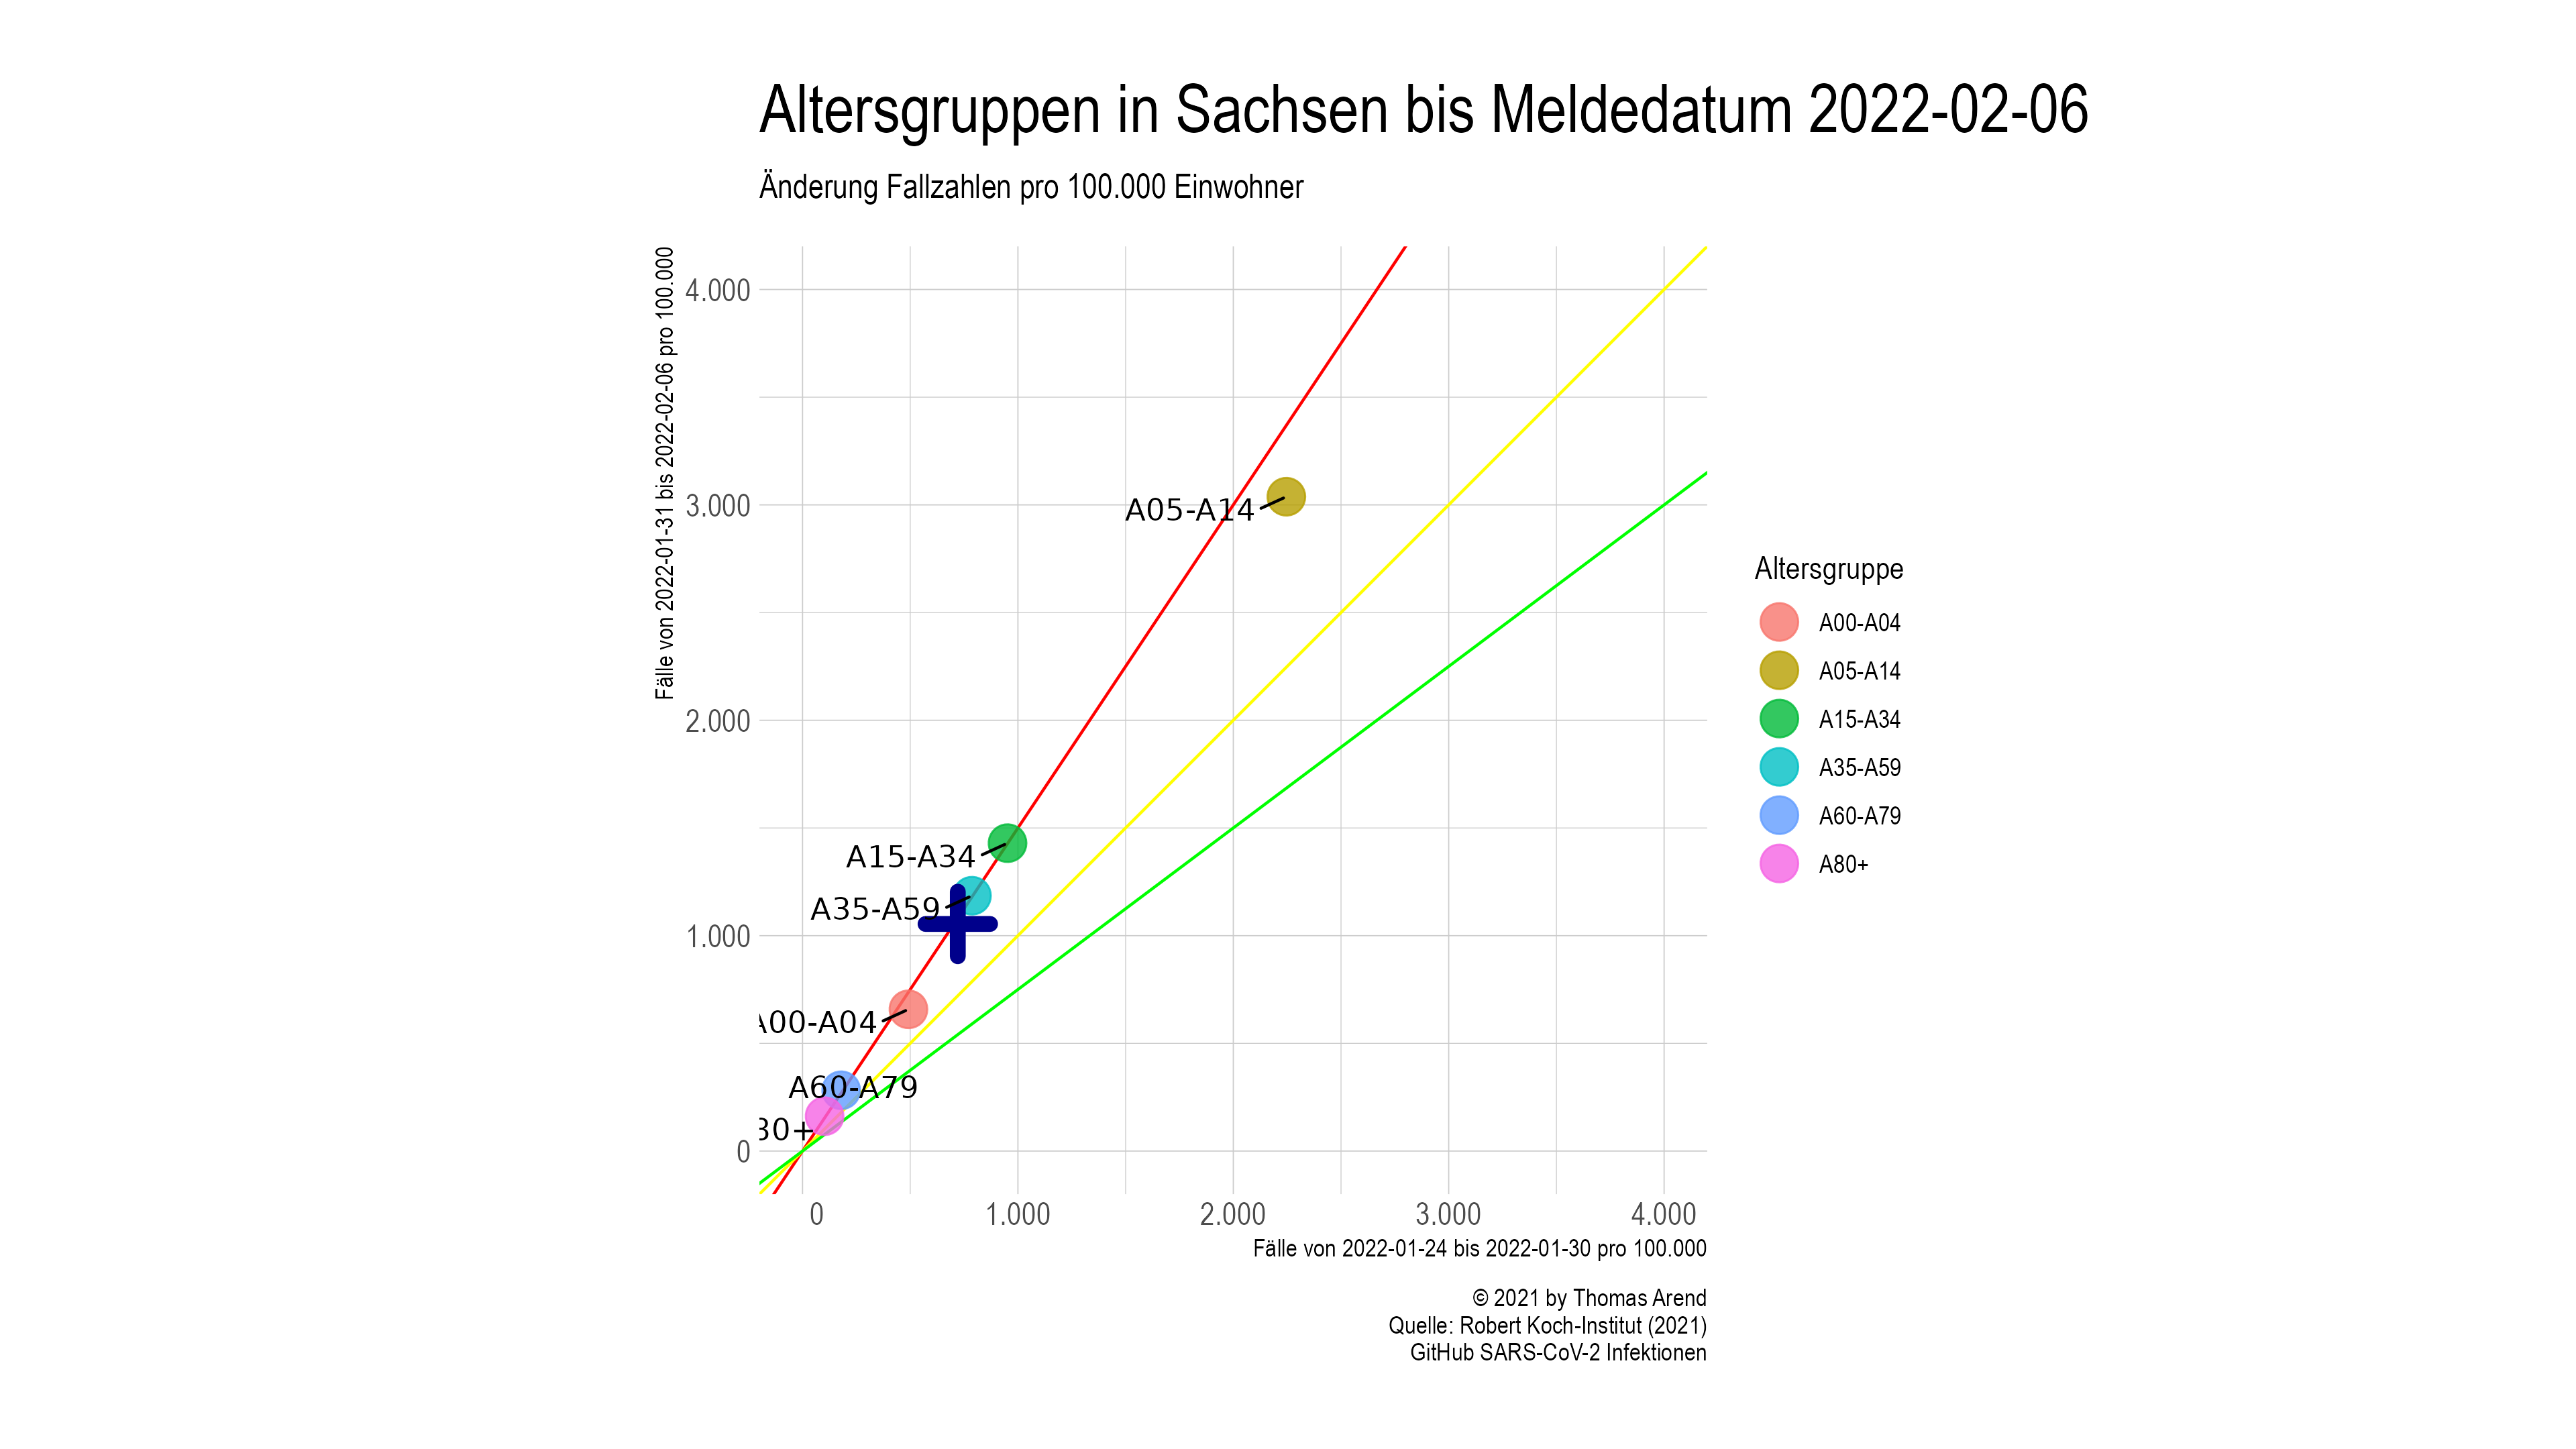 Altersgruppen in Sachsen bis Meldedatum 2022-02-06
Änderung Fallzahlen pro 100.000 Einwohner
Fälle von 2022-01-31 bis 2022-02-06 pro 100.000
4.000
3.000
2.000
1.000
0
A05-A14
A15-A34
A35-A59
A00-A04
A60-A79
80+
0
1.000
2.000
3.000
4.000
Fälle von 2022-01-24 bis 2022-01-30 pro 100.000
Altersgruppe
A00-A04
A05-A14
A15-A34
A35-A59
A60-A79
A80+
© 2021 by Thomas Arend
Quelle: Robert Koch-Institut (2021)
GitHub SARS-CoV-2 Infektionen